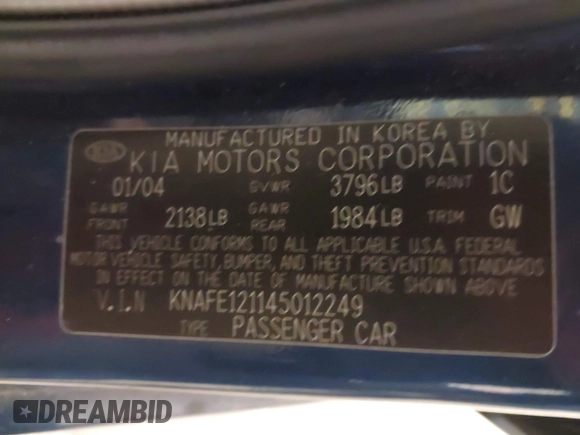 MANUFACTURED IN KOREA BY
KIA KIA MOTORS CORPORATION
01/04 GVWR 3796LB PAINT 1C
GAWR FRONT 2138LB GAWR REAR 1984LB TRIM GW
THIS VEHICLE CONFORMS TO ALL APPLICABLE U.S.A. FEDERAL
MOTOR VEHICLE SAFETY, BUMPER, AND THEFT PREVENTION STANDARDS
IN EFFECT ON THE DATE OF MANUFACTURE SHOWN ABOVE
V.I.N KNAFE121145012249
TYPE PASSENGER CAR
DREAMBID